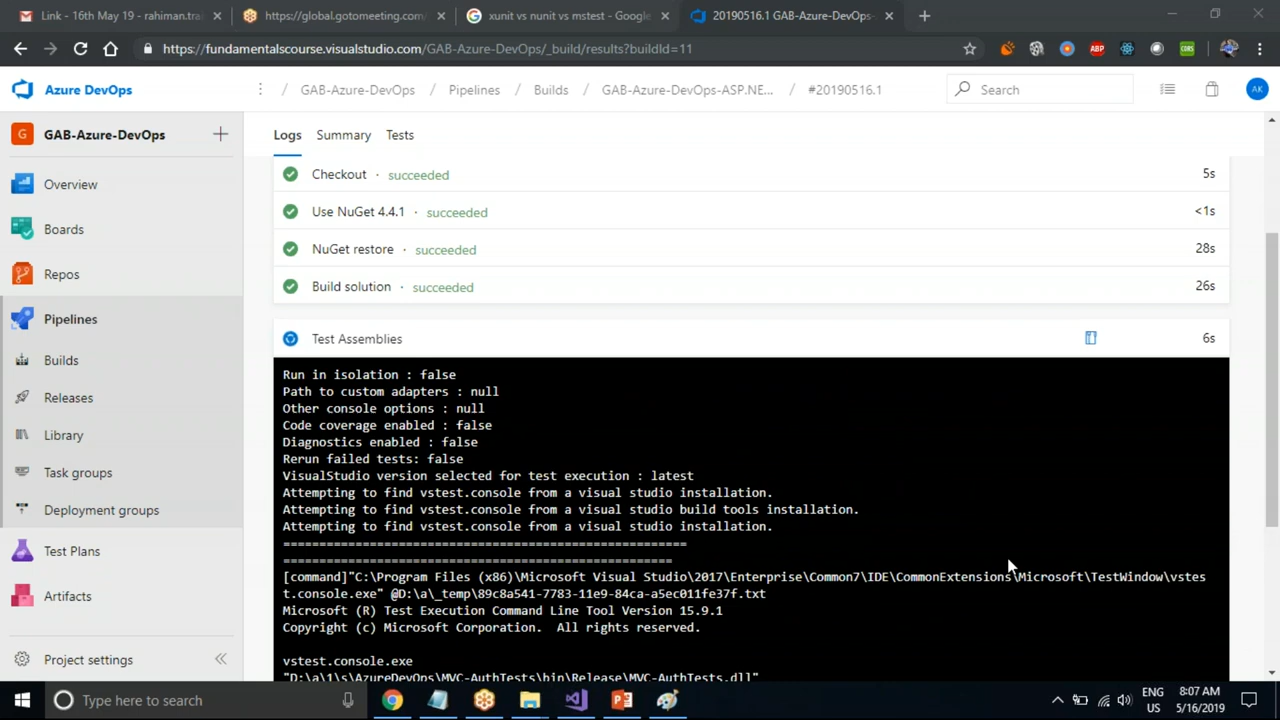 Link - 16th May 19 - rahiman.tra
https://global.gotomeeting.com/
xunit vs nunit vs mstest - Google
20190516.1 GAB-Azure-DevOps-
https://fundamentalscourse.visualstudio.com/GAB-Azure-DevOps/_build/results?buildId=11
ABP
CORS
Azure DevOps
/ GAB-Azure-DevOps / Pipelines / Builds / GAB-Azure-DevOps-ASP.NE... / #20190516.1
Search
AK
G GAB-Azure-DevOps
Overview
Boards
Repos
Pipelines
Builds
Releases
Library
Task groups
Deployment groups
Test Plans
Artifacts
Project settings
Logs Summary Tests
Checkout · succeeded 5s
Use NuGet 4.4.1 · succeeded <1s
NuGet restore · succeeded 28s
Build solution · succeeded 26s
Test Assemblies 6s
Run in isolation : false
Path to custom adapters : null
Other console options : null
Code coverage enabled : false
Diagnostics enabled : false
Rerun failed tests: false
VisualStudio version selected for test execution : latest
Attempting to find vstest.console from a visual studio installation.
Attempting to find vstest.console from a visual studio build tools installation.
Attempting to find vstest.console from a visual studio installation.
======================================================
======================================================
[command]"C:\Program Files (x86)\Microsoft Visual Studio\2017\Enterprise\Common7\IDE\CommonExtensions\Microsoft\TestWindow\vstes
t.console.exe" @D:\a\_temp\89c8a541-7783-11e9-84ca-a5ec011fe37f.txt
Microsoft (R) Test Execution Command Line Tool Version 15.9.1
Copyright (c) Microsoft Corporation.  All rights reserved.
vstest.console.exe
"D:\a\1\s\AzureDevOps\MVC-AuthTests\bin\Release\MVC-AuthTests.dll"
Type here to search
ENG
US
8:07 AM
5/16/2019